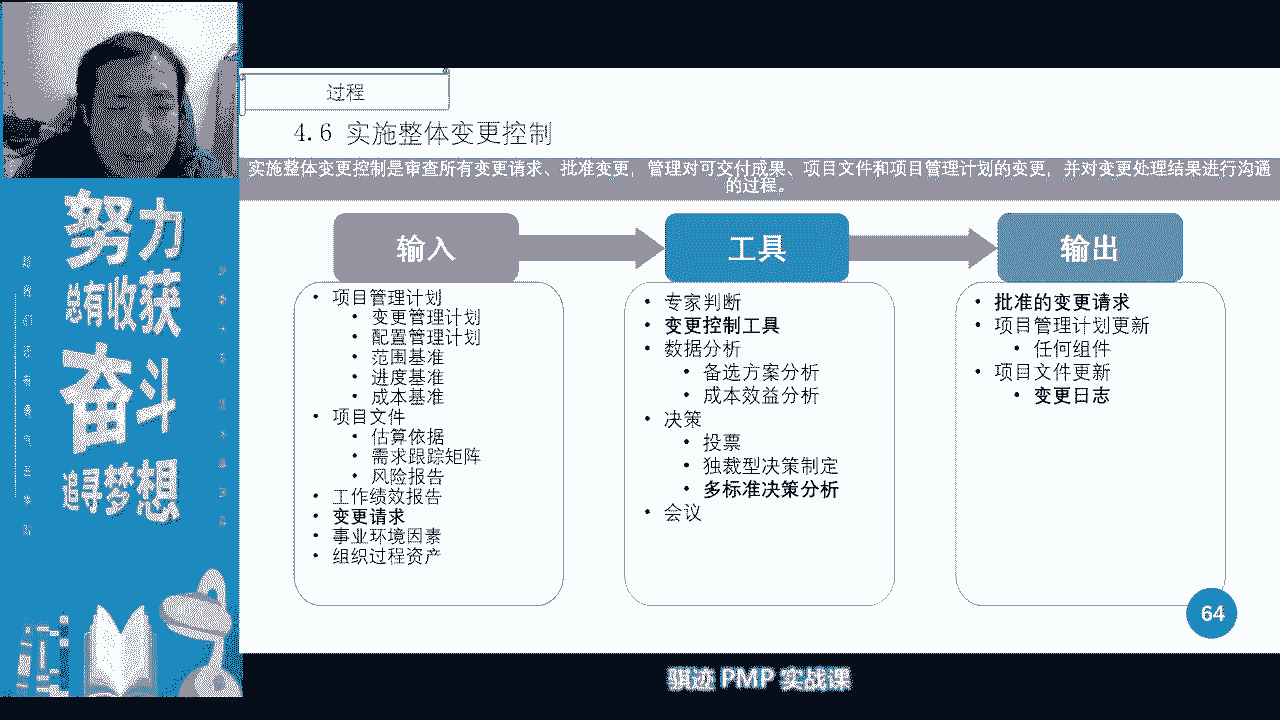 过程
4.6 实施整体变更控制
实施整体变更控制是审查所有变更请求、批准变更，管理对可交付成果、项目文件和项目管理计划的变更，并对变更处理结果进行沟通
的过程。
输入
• 项目管理计划
• 变更管理计划
• 配置管理计划
• 范围基准
• 进度基准
• 成本基准
• 项目文件
• 估算依据
• 需求跟踪矩阵
• 风险报告
• 工作绩效报告
• 变更请求
• 事业环境因素
• 组织过程资产
工具
• 专家判断
• 变更控制工具
• 数据分析
• 备选方案分析
• 成本效益分析
• 决策
• 投票
• 独裁型决策制定
• 多标准决策分析
• 会议
输出
• 批准的变更请求
• 项目管理计划更新
• 任何组件
• 项目文件更新
• 变更日志
64
努力
总有收获
奋斗
追寻梦想
骐迹 PMP 实战课